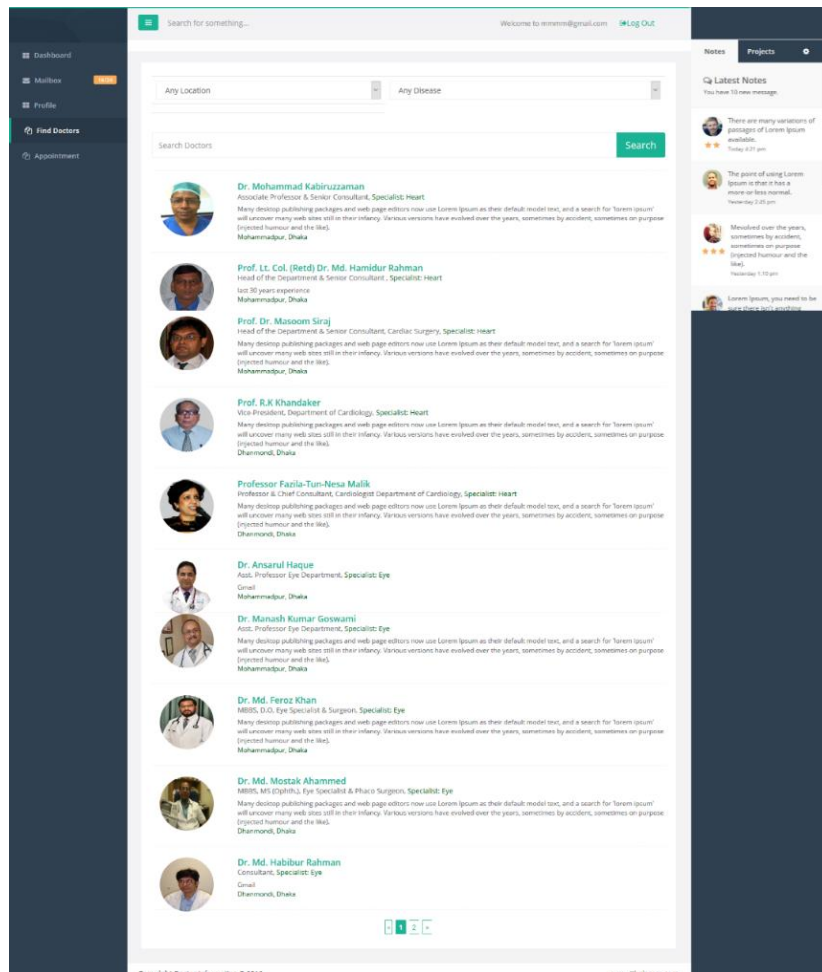 Search for something...
Welcome to mmmm@gmail.com
Log Out
Dashboard
Mailbox
Profile
Find Doctors
Appointment
Any Location
Any Disease
Search Doctors
Search
Dr. Mohammad Kabiruzzaman
Associate Professor & Senior Consultant, Specialist: Heart
Many desktop publishing packages and web page editors now use Lorem Ipsum as their default model text, and a search for 'lorem ipsum'
will uncover many web sites still in their infancy. Various versions have evolved over the years, sometimes by accident, sometimes on purpose
(injected humour and the like).
Mohammadpur, Dhaka
Prof. Lt. Col. (Retd) Dr. Md. Hamidur Rahman
Head of the Department & Senior Consultant , Specialist: Heart
last 30 years experience
Mohammadpur, Dhaka
Prof. Dr. Masoom Siraj
Head of the Department & Senior Consultant, Cardiac Surgery, Specialist: Heart
Many desktop publishing packages and web page editors now use Lorem Ipsum as their default model text, and a search for 'lorem ipsum'
will uncover many web sites still in their infancy. Various versions have evolved over the years, sometimes by accident, sometimes on purpose
(injected humour and the like).
Mohammadpur, Dhaka
Prof. R.K Khandaker
Vice-President, Department of Cardiology, Specialist: Heart
Many desktop publishing packages and web page editors now use Lorem Ipsum as their default model text, and a search for 'lorem ipsum'
will uncover many web sites still in their infancy. Various versions have evolved over the years, sometimes by accident, sometimes on purpose
(injected humour and the like).
Dhanmondi, Dhaka
Professor Fazila-Tun-Nesa Malik
Professor & Chief Consultant, Cardiologist Department of Cardiology, Specialist: Heart
Many desktop publishing packages and web page editors now use Lorem Ipsum as their default model text, and a search for 'lorem ipsum'
will uncover many web sites still in their infancy. Various versions have evolved over the years, sometimes by accident, sometimes on purpose
(injected humour and the like).
Dhanmondi, Dhaka
Dr. Ansarul Haque
Asst. Professor Eye Department, Specialist: Eye
Gmail
Mohammadpur, Dhaka
Dr. Manash Kumar Goswami
Asst. Professor Eye Department, Specialist: Eye
Many desktop publishing packages and web page editors now use Lorem Ipsum as their default model text, and a search for 'lorem ipsum'
will uncover many web sites still in their infancy. Various versions have evolved over the years, sometimes by accident, sometimes on purpose
(injected humour and the like).
Mohammadpur, Dhaka
Dr. Md. Feroz Khan
MBBS, D.O, Eye Specialist & Surgeon, Specialist: Eye
Many desktop publishing packages and web page editors now use Lorem Ipsum as their default model text, and a search for 'lorem ipsum'
will uncover many web sites still in their infancy. Various versions have evolved over the years, sometimes by accident, sometimes on purpose
(injected humour and the like).
Mohammadpur, Dhaka
Dr. Md. Mostak Ahammed
MBBS, MS (Ophth.), Eye Specialist & Phaco Surgeon, Specialist: Eye
Many desktop publishing packages and web page editors now use Lorem Ipsum as their default model text, and a search for 'lorem ipsum'
will uncover many web sites still in their infancy. Various versions have evolved over the years, sometimes by accident, sometimes on purpose
(injected humour and the like).
Dhanmondi, Dhaka
Dr. Md. Habibur Rahman
Consultant, Specialist: Eye
Gmail
Dhanmondi, Dhaka
« 1 2 »
Notes
Projects
Latest Notes
You have 10 new message.
There are many variations of
passages of Lorem Ipsum
available.
Today 4:21 pm
The point of using Lorem
Ipsum is that it has a
more-or-less normal.
Yesterday 2:45 pm
Mevolved over the years,
sometimes by accident,
sometimes on purpose
(injected humour and the
like).
Yesterday 1:10 pm
Lorem Ipsum, you need to be
sure there isn't anything